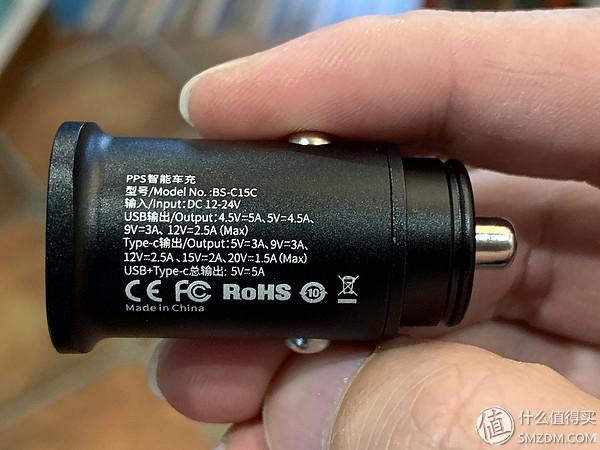 PPS智能车充
型号/Model No. :BS-C15C
输入/Input: DC 12-24V
USB输出/Output: 4.5V=5A、5V=4.5A、
9V=3A、12V=2.5A (Max)
Type-c输出/Output: 5V=3A、9V=3A、
12V=2.5A 、15V=2A、20V=1.5A (Max)
USB+Type-c总输出: 5V=5A
CE FC RoHS 10
Made in China
值 什么值得买
SMZDM.COM